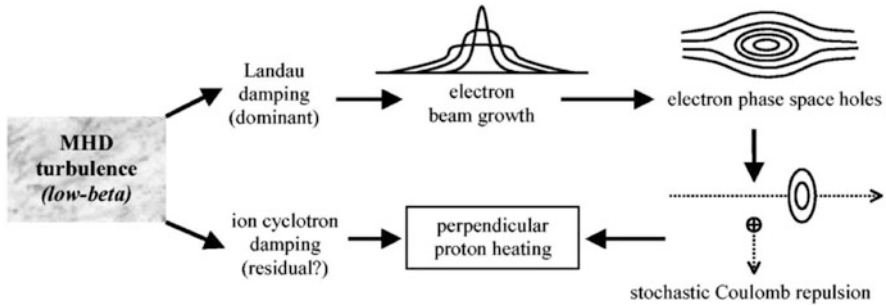 MHD
turbulence
(low-beta)
Landau
damping
(dominant)
electron
beam growth
electron phase space holes
ion cyclotron
damping
(residual?)
perpendicular
proton heating
stochastic Coulomb repulsion